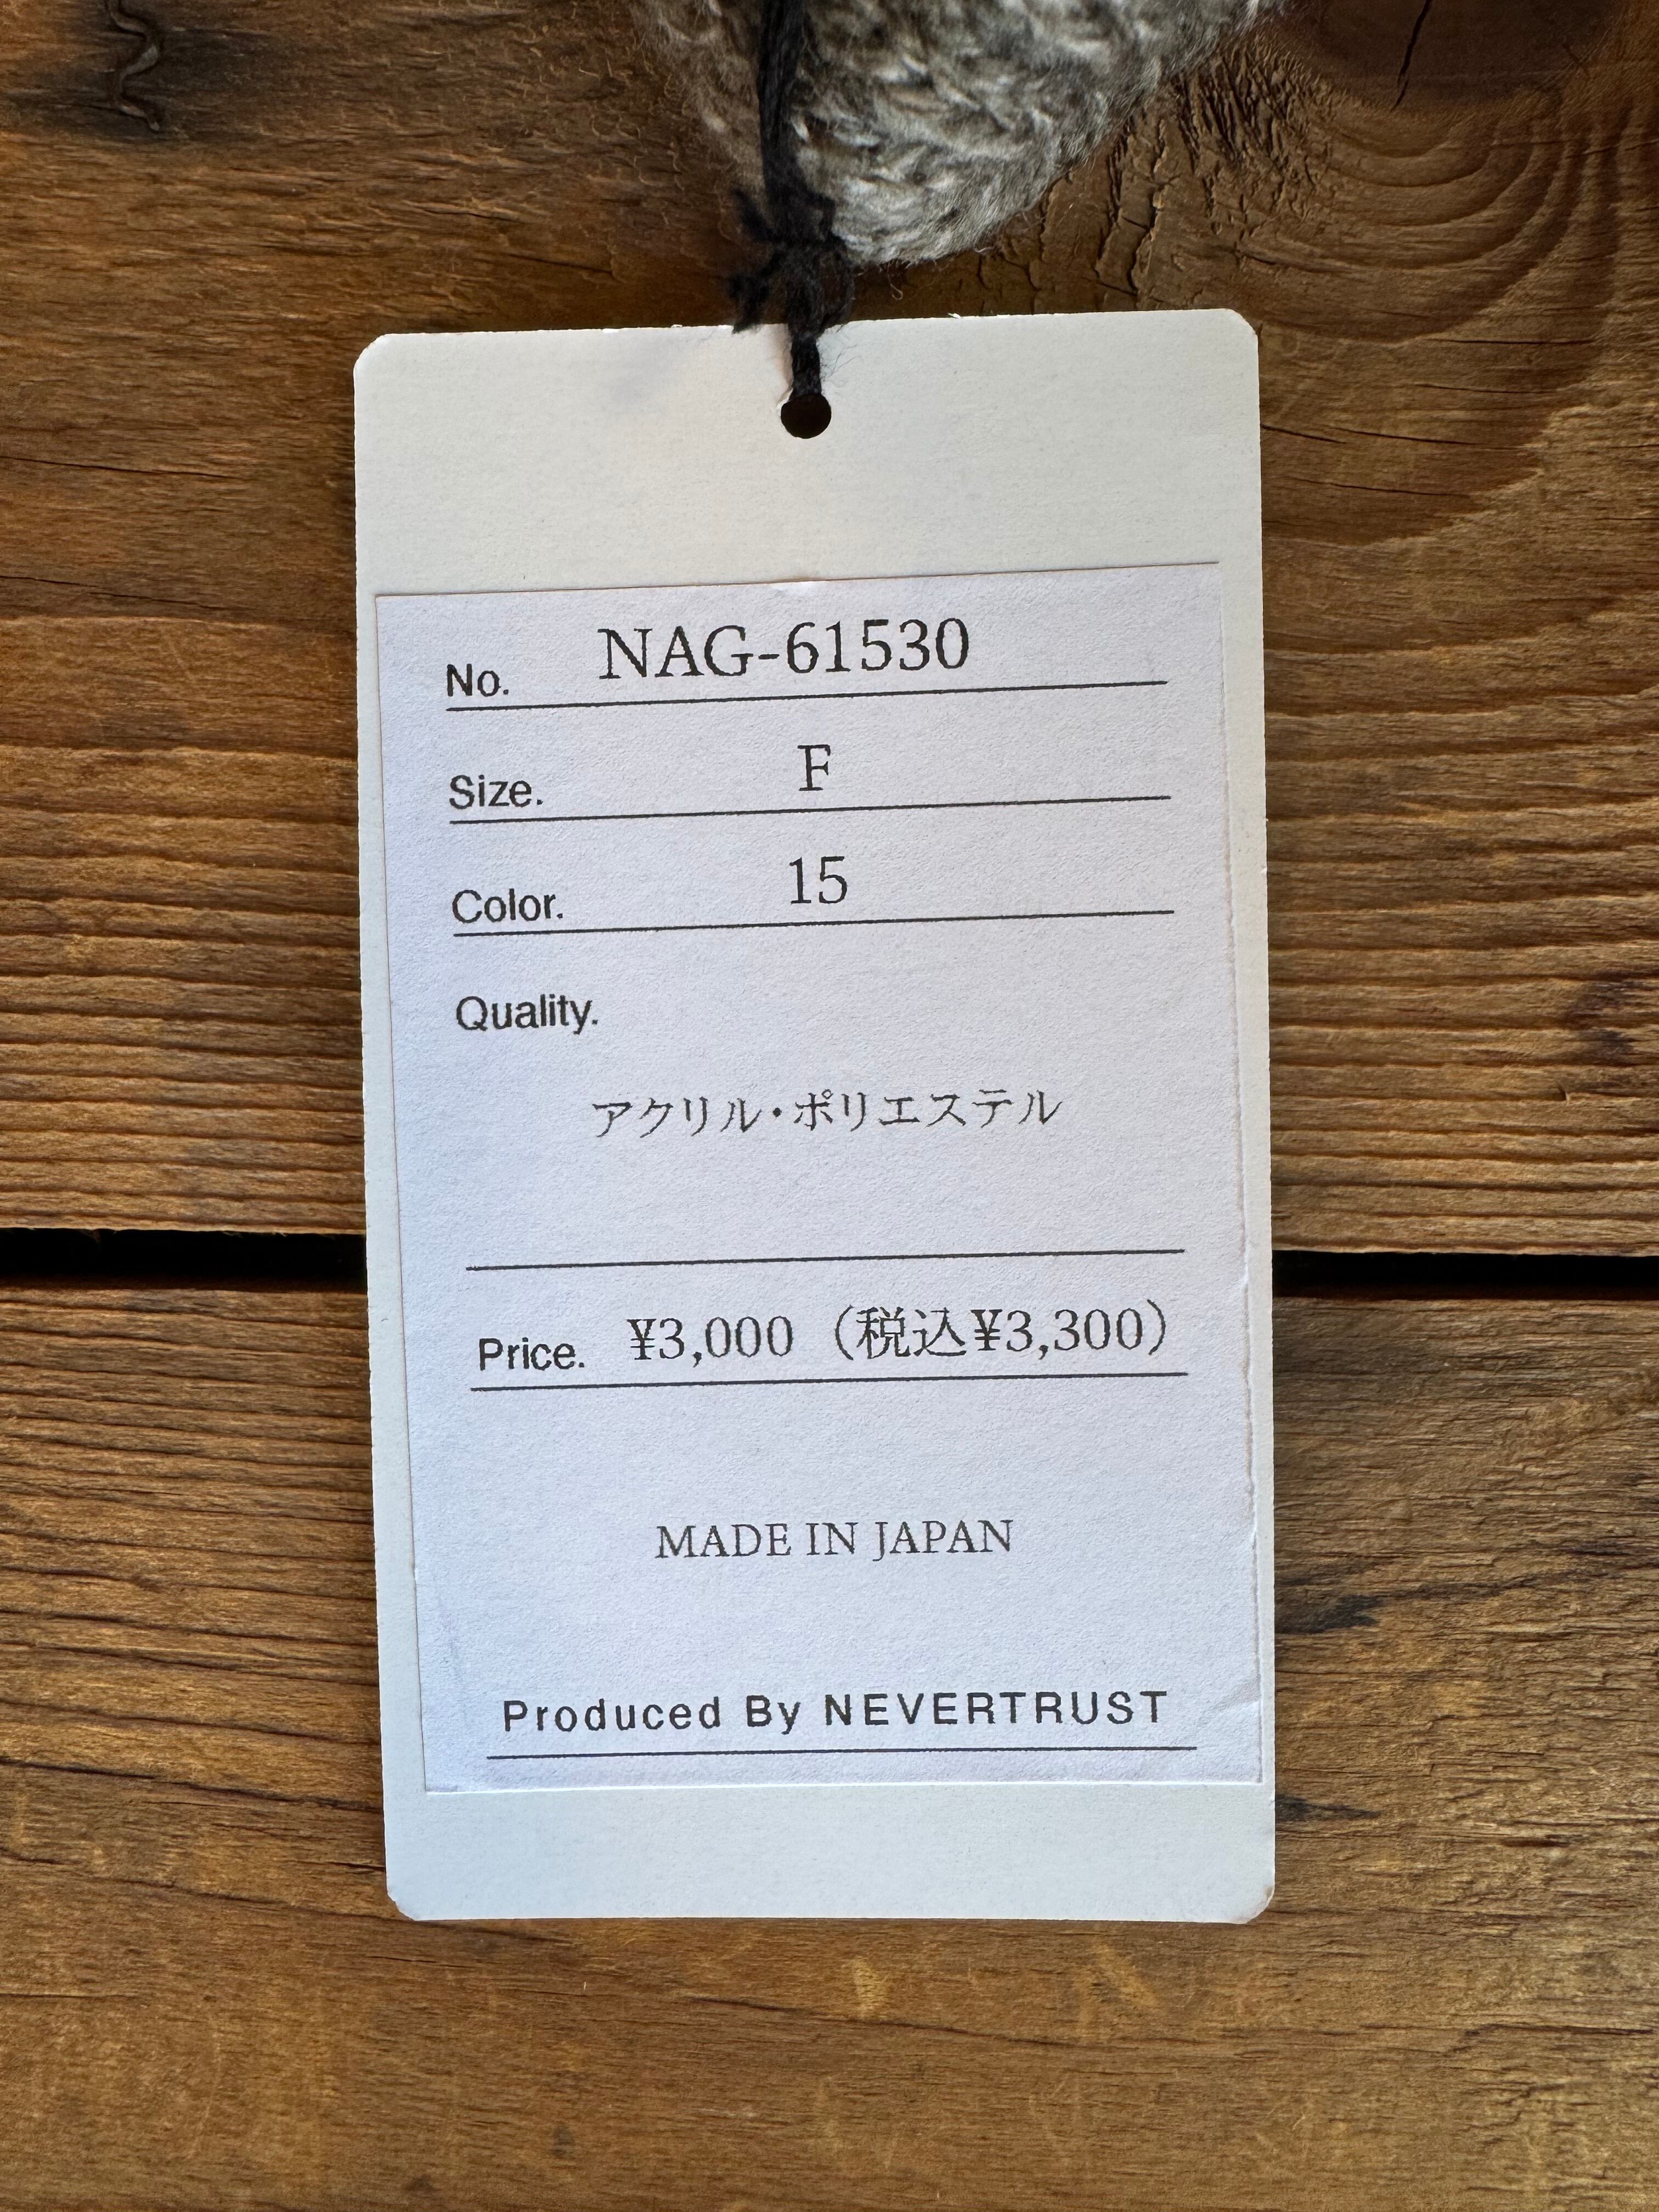 No. NAG-61530
Size. F
Color. 15
Quality.
アクリル・ポリエステル
Price. ¥3,000（税込¥3,300）
MADE IN JAPAN
Produced By NEVERTRUST